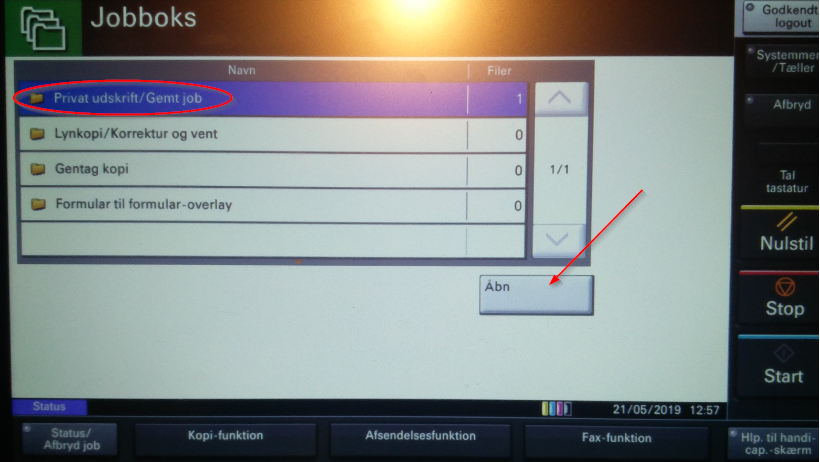 Jobboks
Godkendt
logout
Systemmer
/Tæller
Afbryd
Tal
tastatur
Nulstil
Stop
Start
Navn Filer
Privat udskrift/Gemt job 1
Lynkopi/Korrektur og vent 0
Gentag kopi 0
Formular til formular-overlay 0
1/1
Åbn
Status 21/05/2019 12:57
Status/
Afbryd job
Kopi-funktion
Afsendelsesfunktion
Fax-funktion
Hlp. til handi-
cap.-skærm